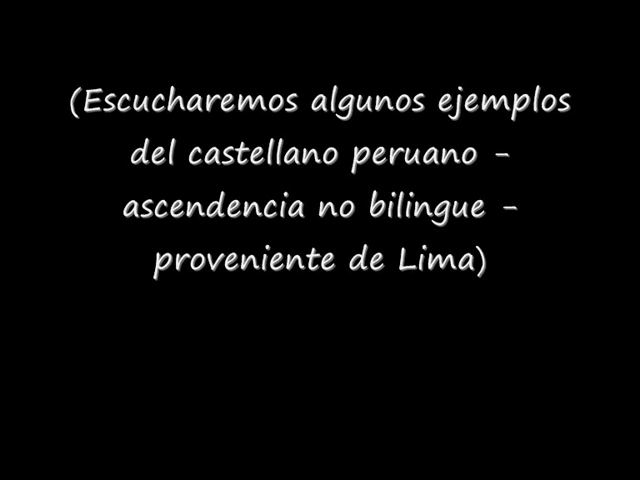 (Escucharemos algunos ejemplos
del castellano peruano -
ascendencia no bilingue -
proveniente de Lima)